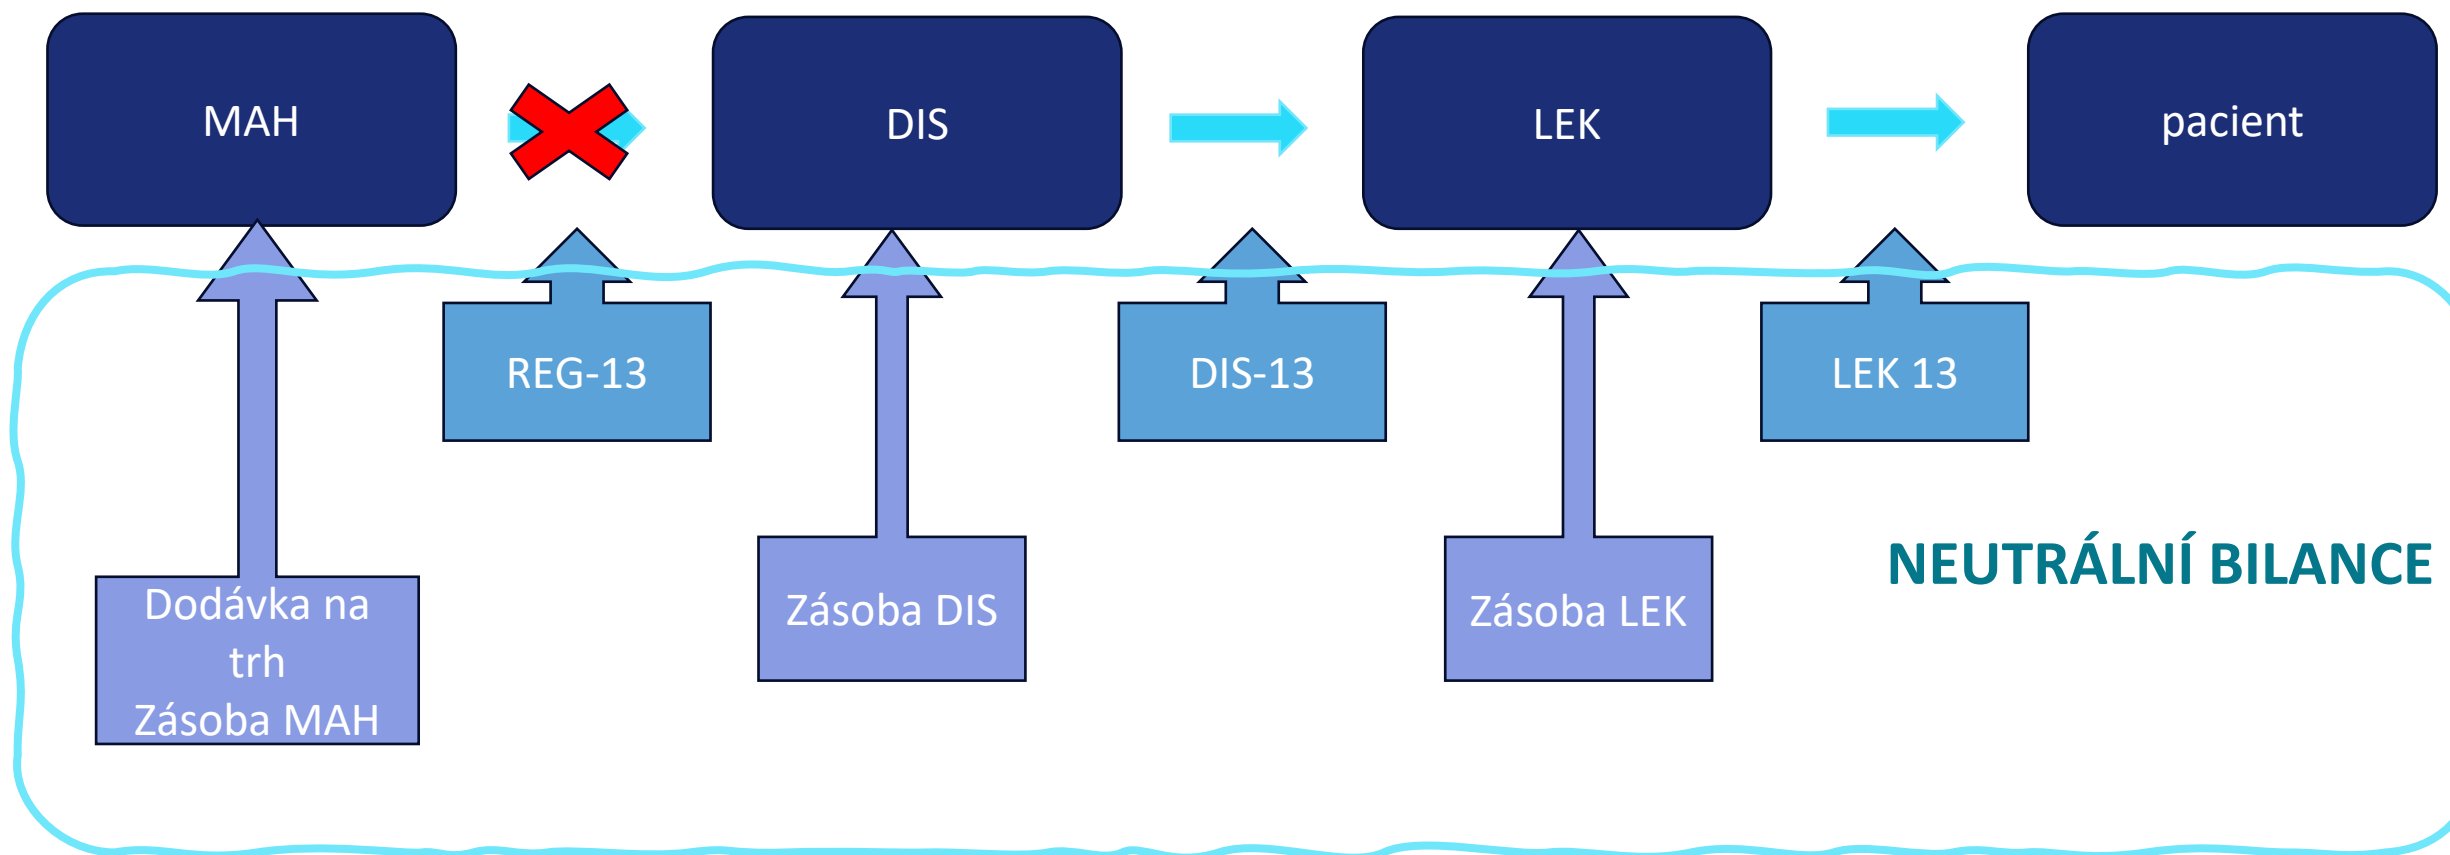 MAH
DIS
LEK
pacient
REG-13
DIS-13
LEK 13
Dodávka na
trh
Zásoba MAH
Zásoba DIS
Zásoba LEK
NEUTRÁLNÍ BILANCE